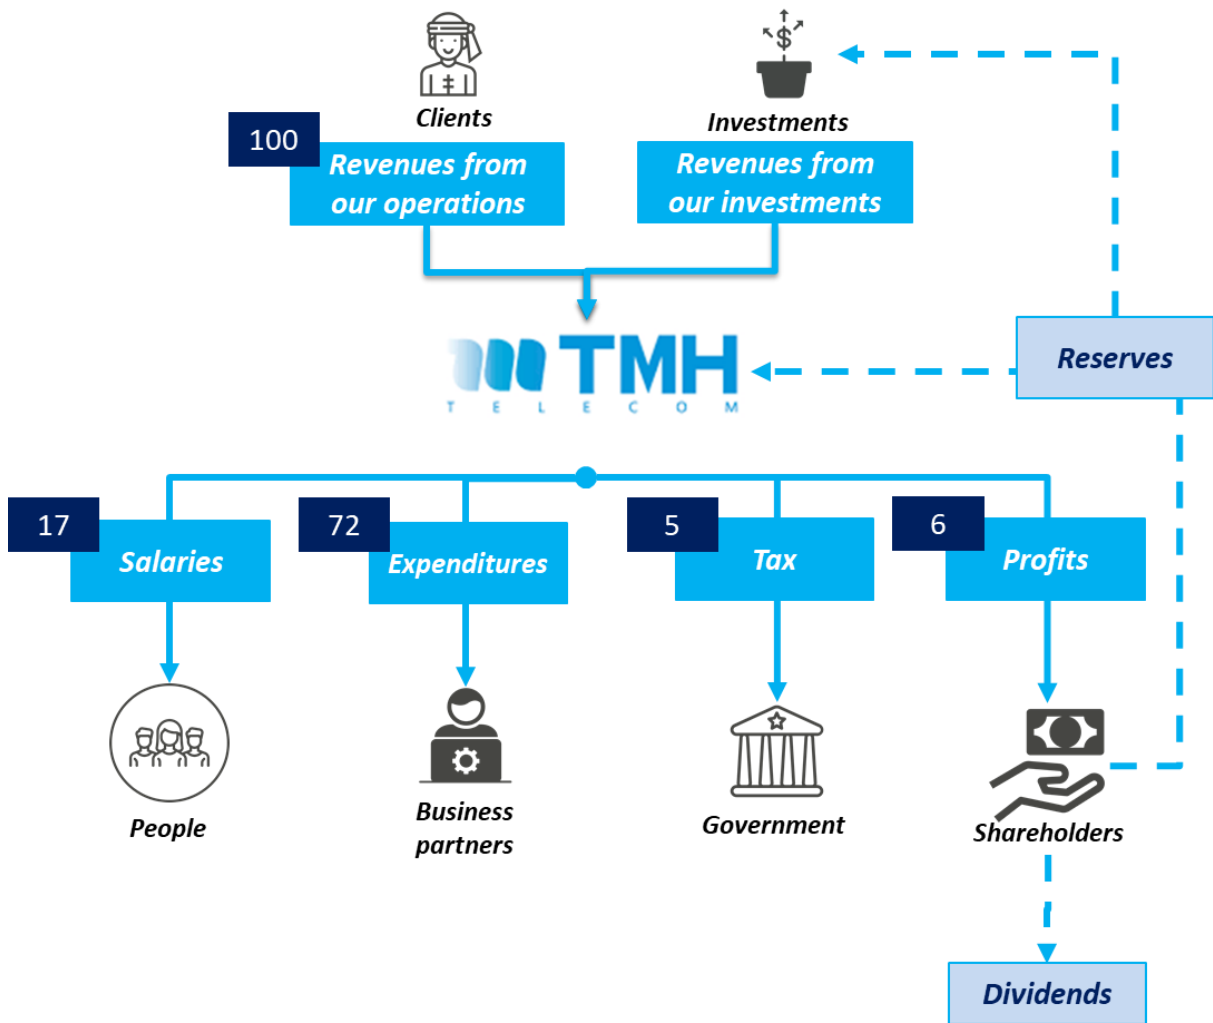 Clients
Investments
100
Revenues from
our operations
Revenues from
our investments
TMH
TELECOM
Reserves
17
Salaries
72
Expenditures
5
Tax
6
Profits
People
Business
partners
Government
Shareholders
Dividends